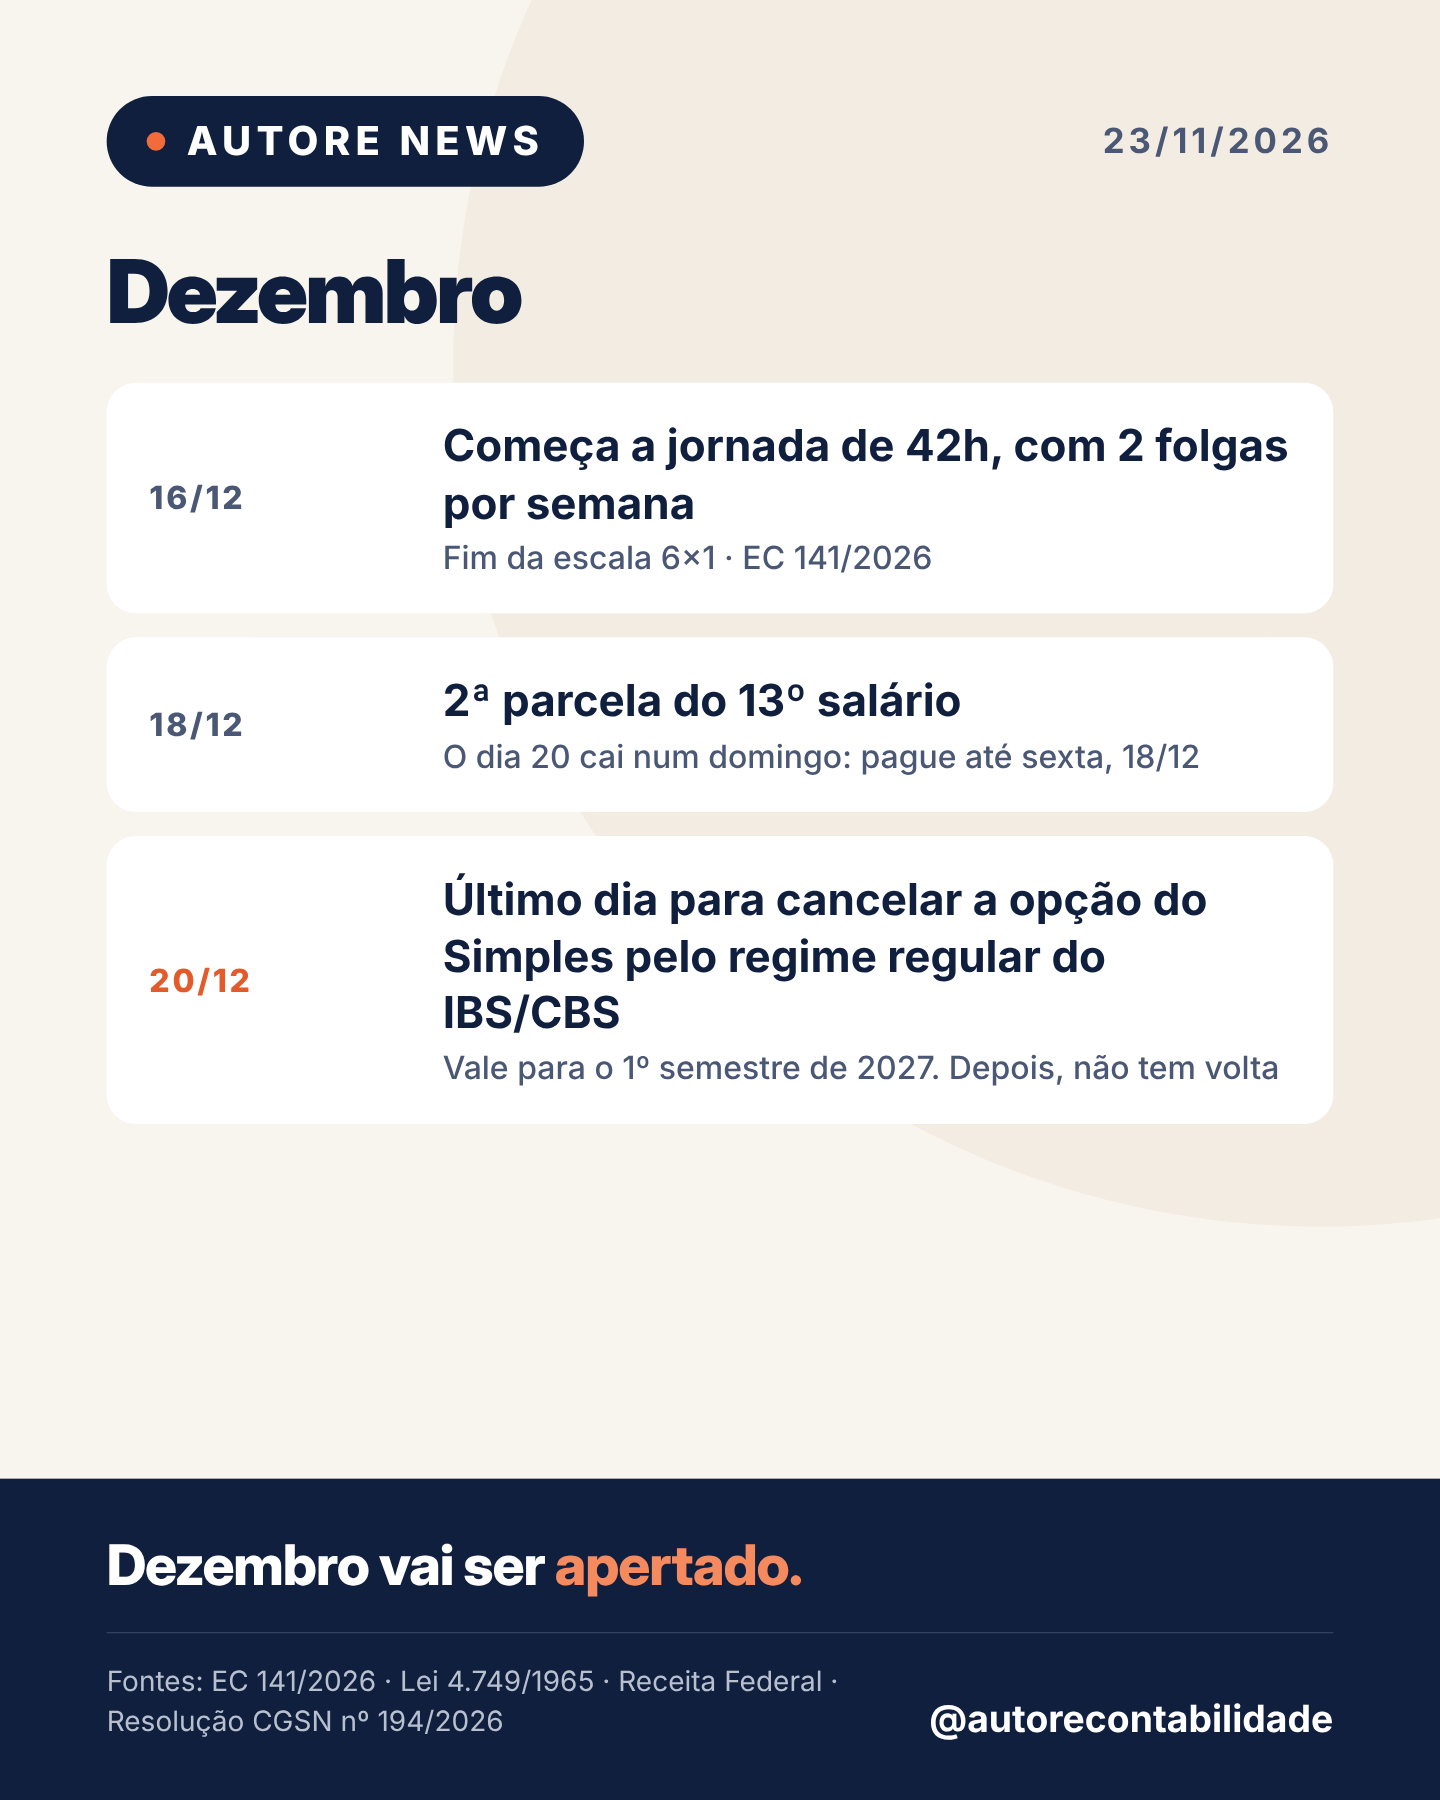 AUTORE NEWS
23/11/2026
Dezembro
16/12
Começa a jornada de 42h, com 2 folgas
por semana
Fim da escala 6×1 · EC 141/2026
18/12
2ª parcela do 13º salário
O dia 20 cai num domingo: pague até sexta, 18/12
20/12
Último dia para cancelar a opção do
Simples pelo regime regular do
IBS/CBS
Vale para o 1º semestre de 2027. Depois, não tem volta
Dezembro vai ser apertado.
Fontes: EC 141/2026 · Lei 4.749/1965 · Receita Federal ·
Resolução CGSN nº 194/2026
@autorecontabilidade